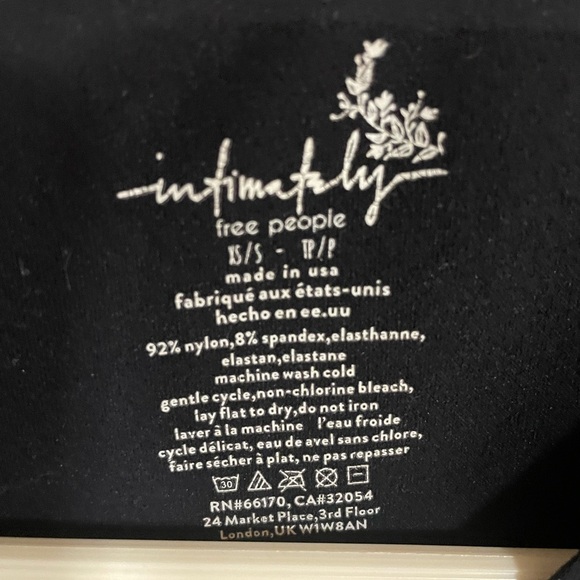 intimately
free people
XS/S - TP/P
made in usa
fabriqué aux états-unis
hecho en ee.uu
92% nylon,8% spandex,elasthanne,
elastan,elastane
machine wash cold
gentle cycle,non-chlorine bleach,
lay flat to dry,do not iron
laver à la machine l'eau froide
cycle délicat, eau de avel sans chlore,
faire sécher à plat, ne pas repasser
30
RN#66170, CA#32054
24 Market Place,3rd Floor
London,UK W1W8AN